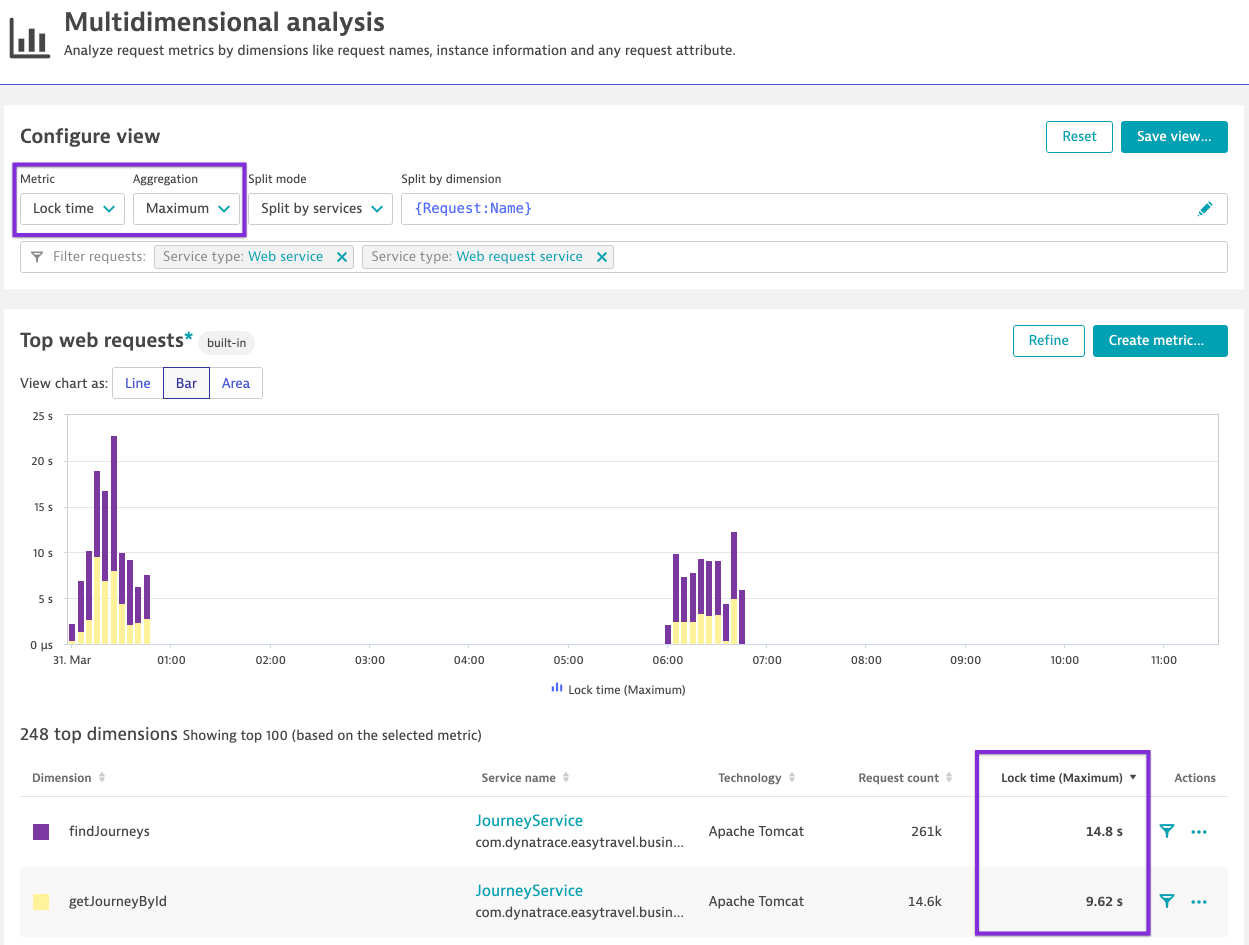 Multidimensional analysis
Analyze request metrics by dimensions like request names, instance information and any request attribute.
Configure view
Reset
Save view...
Metric
Aggregation
Split mode
Split by dimension
Lock time
Maximum
Split by services
{Request:Name}
Filter requests:
Service type: Web service
Service type: Web request service
Top web requests*
built-in
Refine
Create metric...
View chart as:
Line
Bar
Area
25 s
20 s
15 s
10 s
5 s
0 µs
31. Mar
01:00
02:00
03:00
04:00
05:00
06:00
07:00
08:00
09:00
10:00
11:00
Lock time (Maximum)
248 top dimensions Showing top 100 (based on the selected metric)
Dimension
Service name
Technology
Request count
Lock time (Maximum)
Actions
findJourneys
JourneyService
com.dynatrace.easytravel.busin...
Apache Tomcat
261k
14.8 s
getJourneyById
JourneyService
com.dynatrace.easytravel.busin...
Apache Tomcat
14.6k
9.62 s